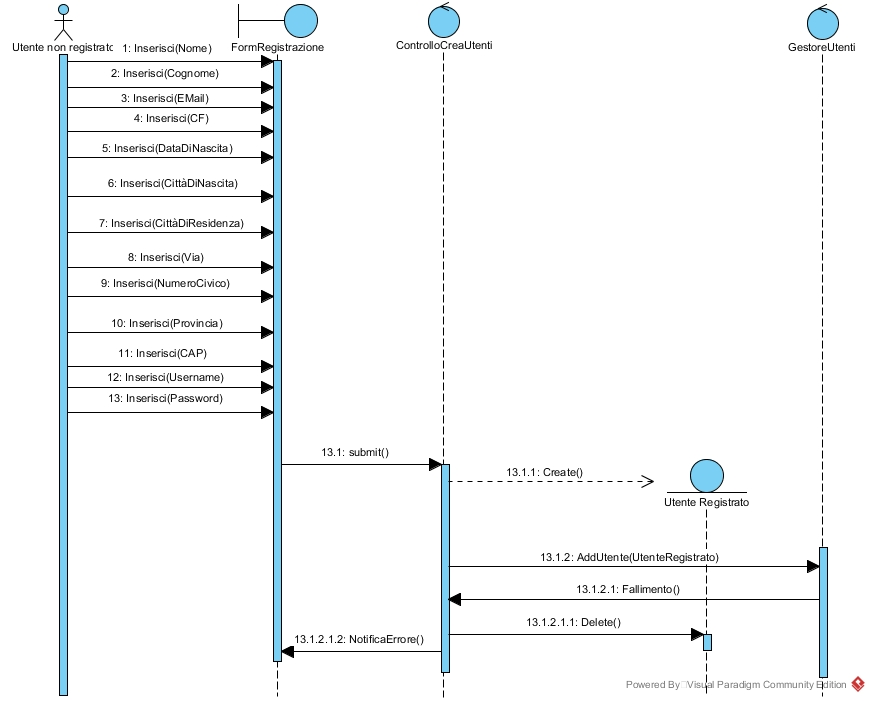 Utente non registrato
FormRegistrazione
ControlloCreaUtenti
GestoreUtenti
1: Inserisci(Nome)
2: Inserisci(Cognome)
3: Inserisci(EMail)
4: Inserisci(CF)
5: Inserisci(DataDiNascita)
6: Inserisci(CittàDiNascita)
7: Inserisci(CittàDiResidenza)
8: Inserisci(Via)
9: Inserisci(NumeroCivico)
10: Inserisci(Provincia)
11: Inserisci(CAP)
12: Inserisci(Username)
13: Inserisci(Password)
13.1: submit()
13.1.1: Create()
Utente Registrato
13.1.2: AddUtente(UtenteRegistrato)
13.1.2.1: Fallimento()
13.1.2.1.1: Delete()
13.1.2.1.2: NotificaErrore()
Powered By Visual Paradigm Community Edition